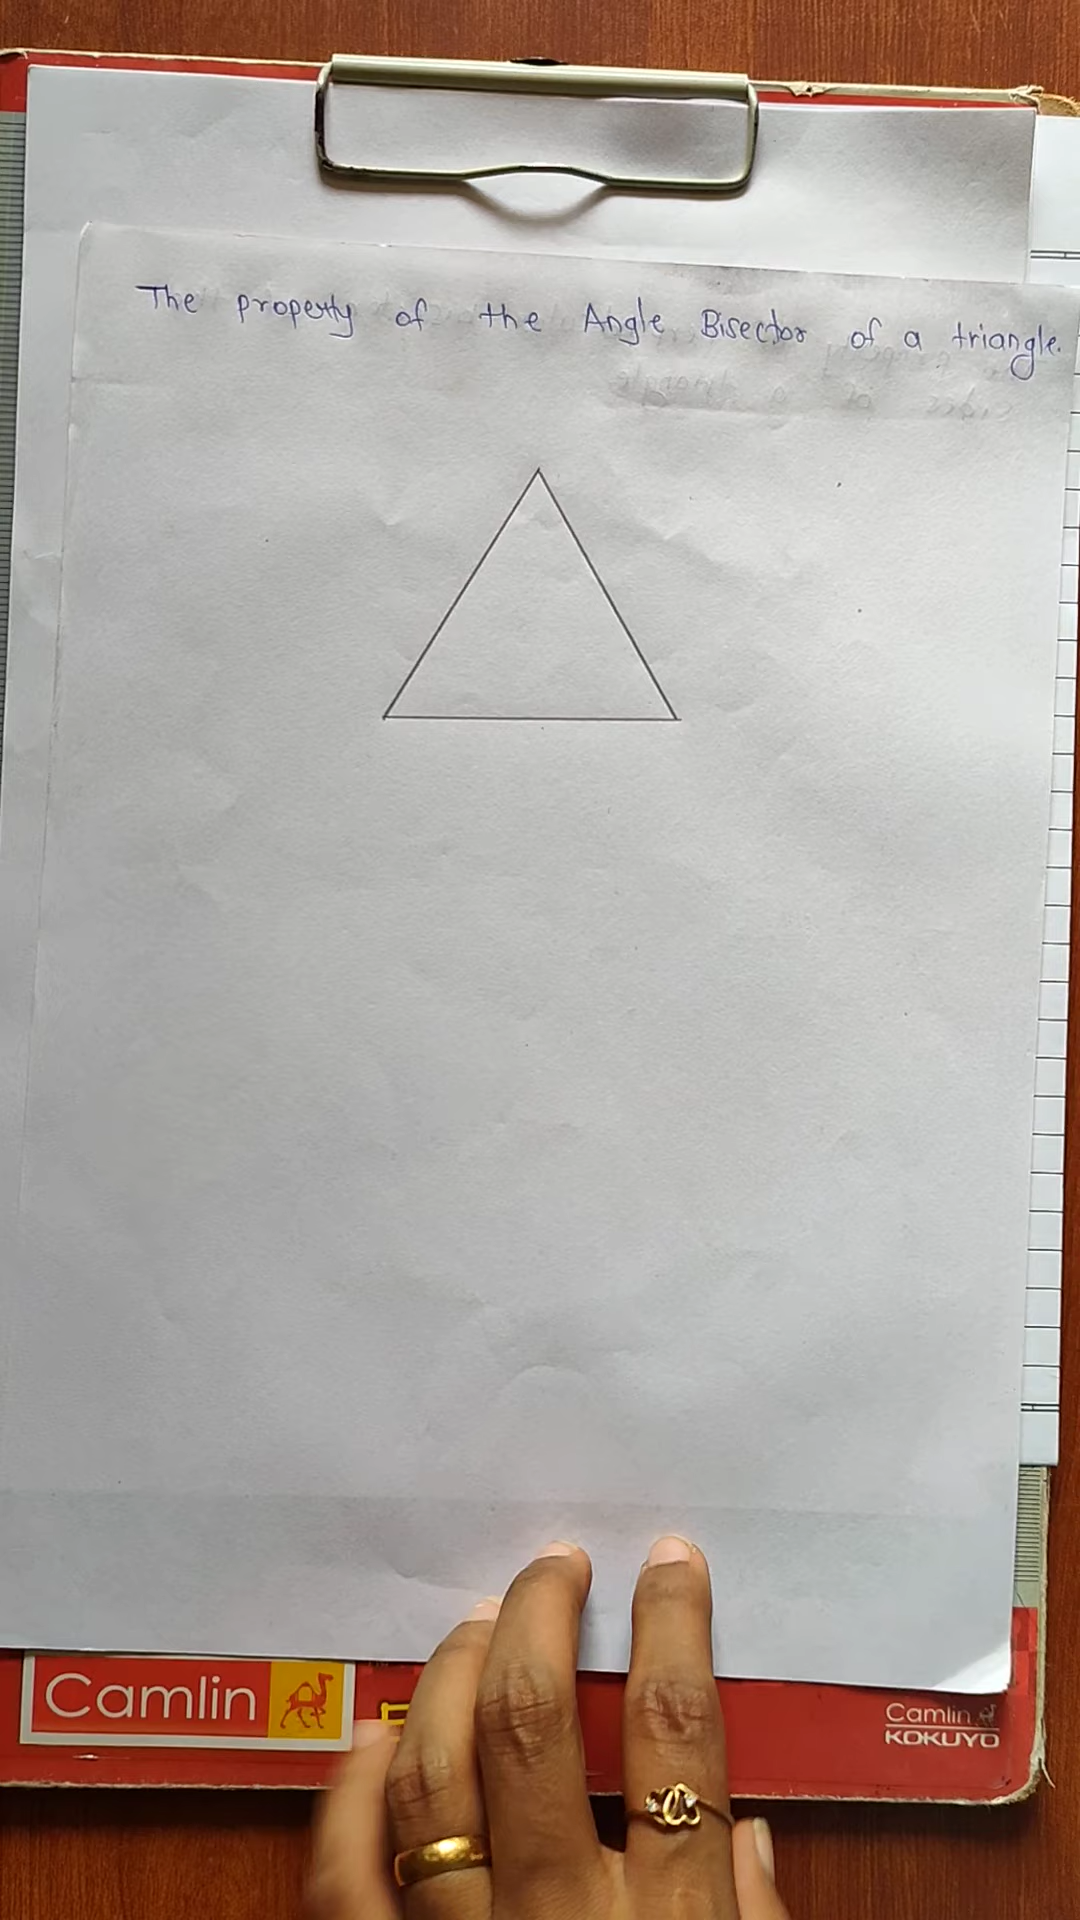 The property of the Angle Bisector of a triangle.
Camlin
Camlin
KOKUYO